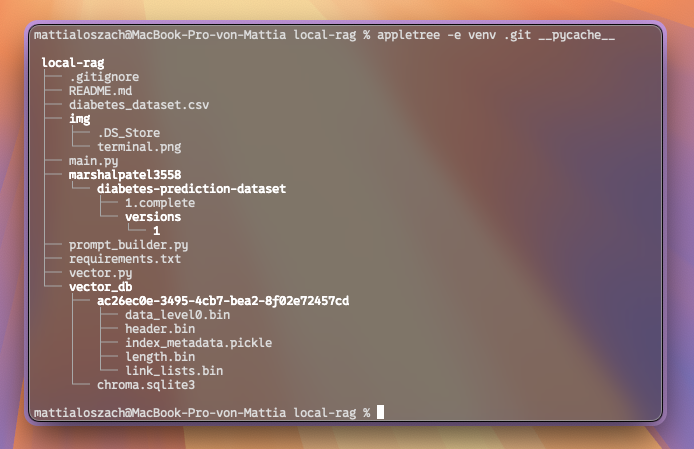 mattialoszach@MacBook-Pro-von-Mattia local-rag % appletree -e venv .git __pycache__
local-rag
├── .gitignore
├── README.md
├── diabetes_dataset.csv
├── img
│   ├── .DS_Store
│   └── terminal.png
├── main.py
├── marshalpatel3558
│   └── diabetes-prediction-dataset
│       ├── 1.complete
│       └── versions
│           └── 1
├── prompt_builder.py
├── requirements.txt
├── vector.py
└── vector_db
    ├── ac26ec0e-3495-4cb7-bea2-8f02e72457cd
    │   ├── data_level0.bin
    │   ├── header.bin
    │   ├── index_metadata.pickle
    │   ├── length.bin
    │   └── link_lists.bin
    └── chroma.sqlite3
mattialoszach@MacBook-Pro-von-Mattia local-rag %